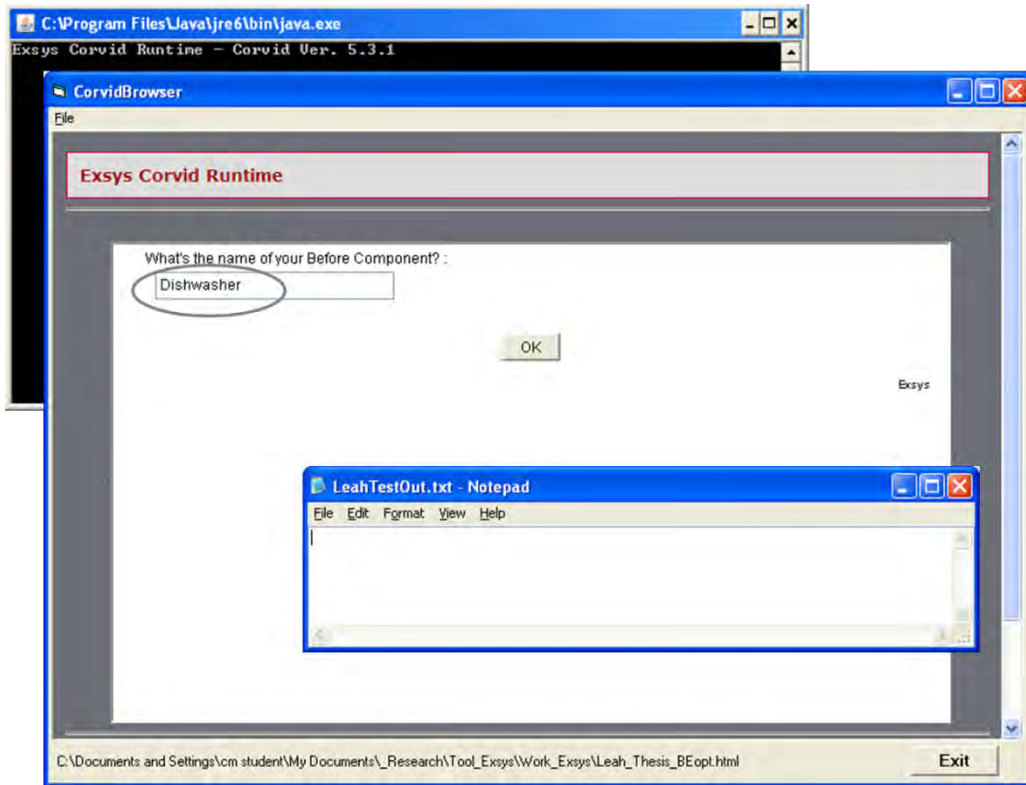 C:\Program Files\Java\jre6\bin\java.exe
Exsys Corvid Runtime - Corvid Ver. 5.3.1
CorvidBrowser
File
Exsys Corvid Runtime
What's the name of your Before Component? :
Dishwasher
OK
Exsys
LeahTestOut.txt - Notepad
File Edit Format View Help
C:\Documents and Settings\cm student\My Documents\_Research\Tool_Exsys\Work_Exsys\Leah_Thesis_BEopt.html
Exit